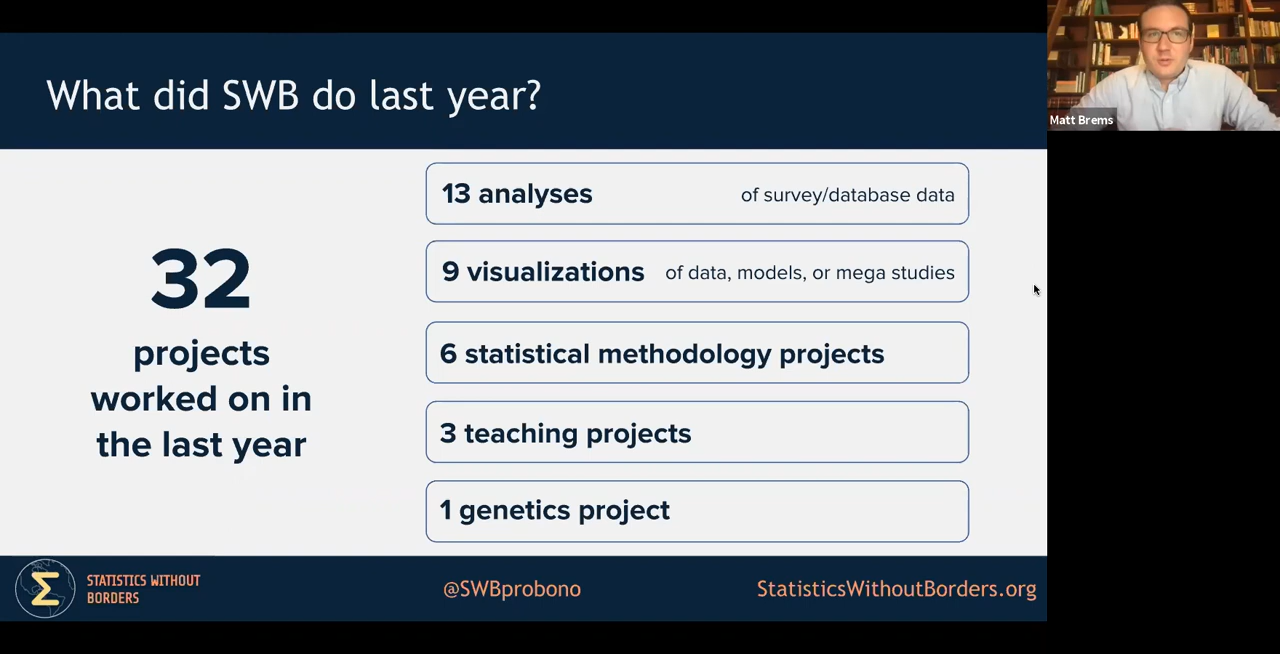 What did SWB do last year?
Matt Brems
32
projects
worked on in
the last year
13 analyses of survey/database data
9 visualizations of data, models, or mega studies
6 statistical methodology projects
3 teaching projects
1 genetics project
Σ
STATISTICS WITHOUT
BORDERS
@SWBprobono
StatisticsWithoutBorders.org